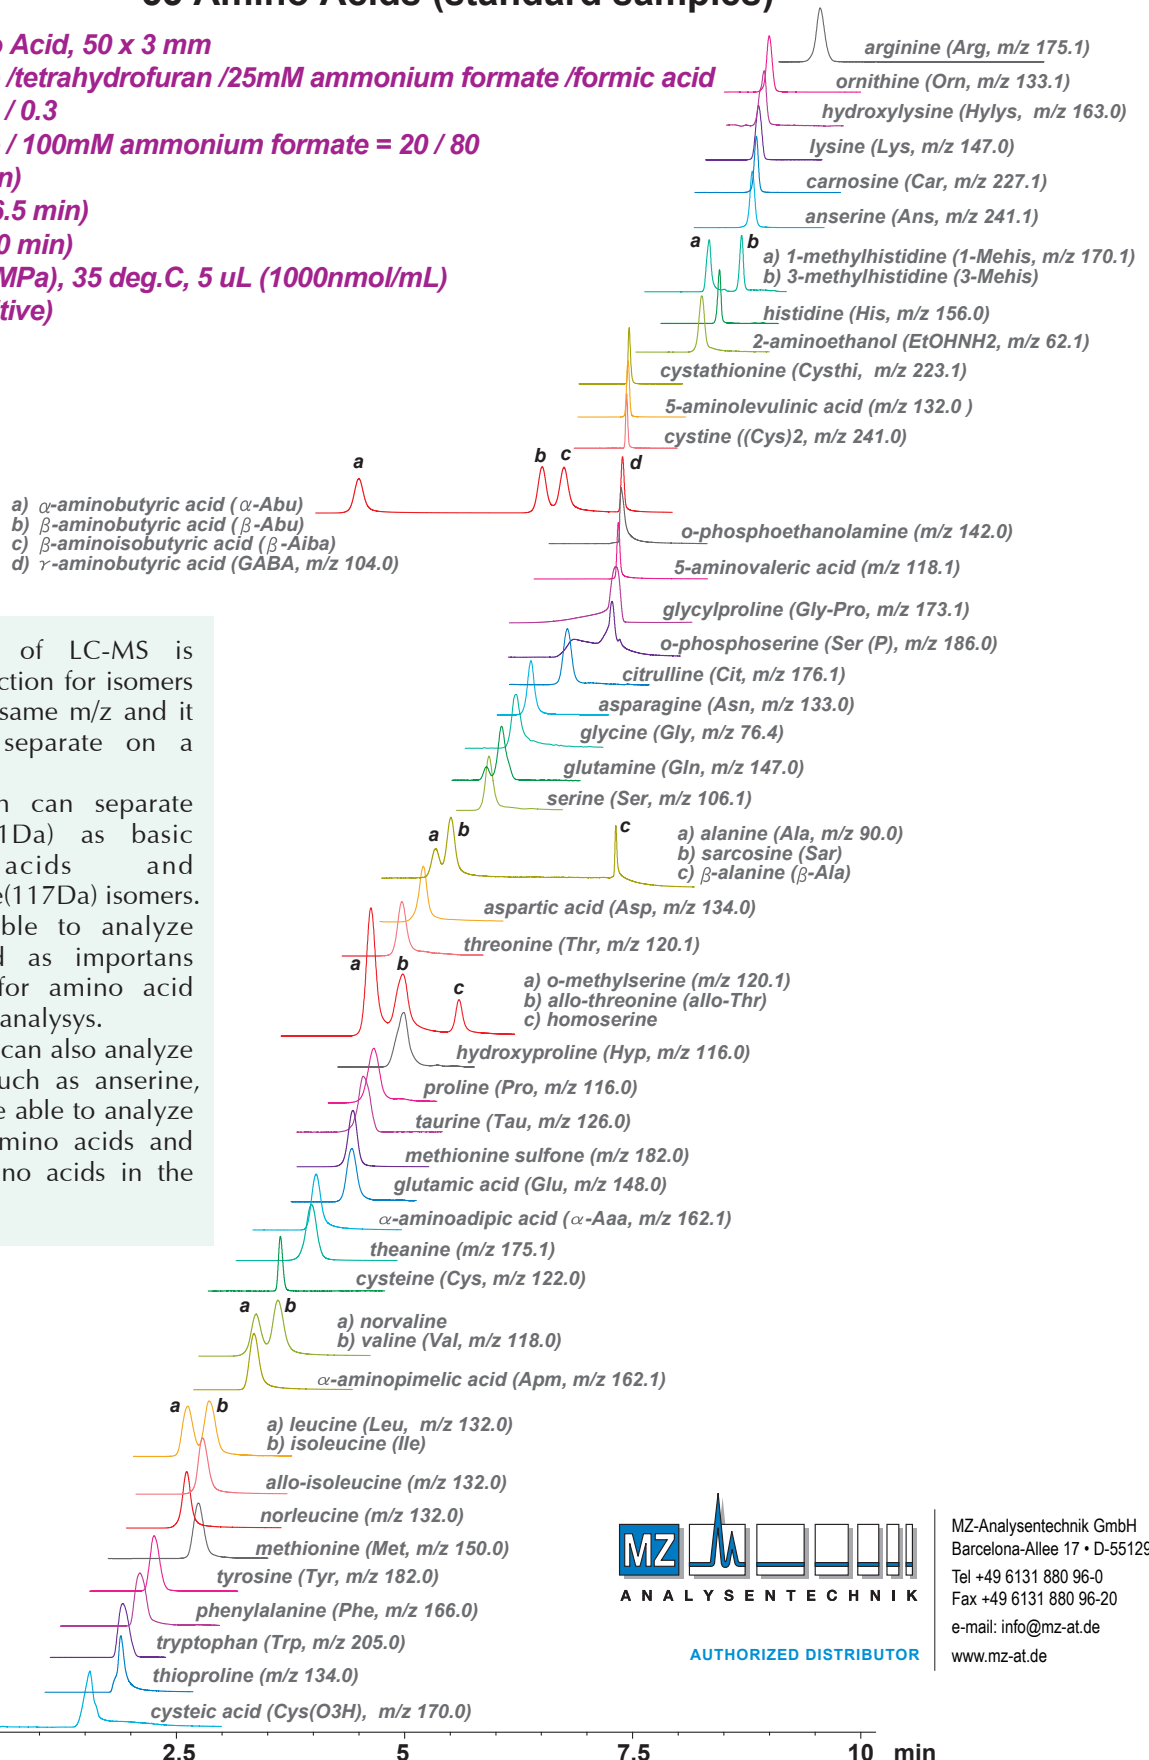 Amino Acids (standard samples)
Acid, 50 x 3 mm
/tetrahydrofuran /25mM ammonium formate /formic acid
/ 0.3
/ 100mM ammonium formate = 20 / 80
6.5 min)
0 min)
MPa), 35 deg.C, 5 uL (1000nmol/mL)
arginine (Arg, m/z 175.1)
ornithine (Orn, m/z 133.1)
hydroxylysine (Hylys, m/z 163.0)
lysine (Lys, m/z 147.0)
carnosine (Car, m/z 227.1)
anserine (Ans, m/z 241.1)
a b
a) 1-methylhistidine (1-Mehis, m/z 170.1)
b) 3-methylhistidine (3-Mehis)
histidine (His, m/z 156.0)
2-aminoethanol (EtOHNH2, m/z 62.1)
cystathionine (Cysthi, m/z 223.1)
5-aminolevulinic acid (m/z 132.0 )
cystine ((Cys)2, m/z 241.0)
a b c d
a) α-aminobutyric acid (α-Abu)
b) β-aminobutyric acid (β-Abu)
c) β-aminoisobutyric acid (β-Aiba)
d) γ-aminobutyric acid (GABA, m/z 104.0)
o-phosphoethanolamine (m/z 142.0)
5-aminovaleric acid (m/z 118.1)
glycylproline (Gly-Pro, m/z 173.1)
o-phosphoserine (Ser (P), m/z 186.0)
citrulline (Cit, m/z 176.1)
asparagine (Asn, m/z 133.0)
glycine (Gly, m/z 76.4)
glutamine (Gln, m/z 147.0)
serine (Ser, m/z 106.1)
a b c
a) alanine (Ala, m/z 90.0)
b) sarcosine (Sar)
c) β-alanine (β-Ala)
aspartic acid (Asp, m/z 134.0)
threonine (Thr, m/z 120.1)
a b c
a) o-methylserine (m/z 120.1)
b) allo-threonine (allo-Thr)
c) homoserine
hydroxyproline (Hyp, m/z 116.0)
proline (Pro, m/z 116.0)
taurine (Tau, m/z 126.0)
methionine sulfone (m/z 182.0)
glutamic acid (Glu, m/z 148.0)
α-aminoadipic acid (α-Aaa, m/z 162.1)
theanine (m/z 175.1)
cysteine (Cys, m/z 122.0)
a b
a) norvaline
b) valine (Val, m/z 118.0)
α-aminopimelic acid (Apm, m/z 162.1)
a b
a) leucine (Leu, m/z 132.0)
b) isoleucine (Ile)
allo-isoleucine (m/z 132.0)
norleucine (m/z 132.0)
methionine (Met, m/z 150.0)
tyrosine (Tyr, m/z 182.0)
phenylalanine (Phe, m/z 166.0)
tryptophan (Trp, m/z 205.0)
thioproline (m/z 134.0)
cysteic acid (Cys(O3H), m/z 170.0)
2.5 5 7.5 10 min
of LC-MS is
ction for isomers
same m/z and it
separate on a
can separate
1Da) as basic
acids and
e(117Da) isomers.
ble to analyze
as importans
for amino acid
analysys.
can also analyze
uch as anserine,
e able to analyze
mino acids and
no acids in the
MZ
ANALYSENTECHNIK
AUTHORIZED DISTRIBUTOR
MZ-Analysentechnik GmbH
Barcelona-Allee 17 • D-55129
Tel +49 6131 880 96-0
Fax +49 6131 880 96-20
e-mail: info@mz-at.de
www.mz-at.de